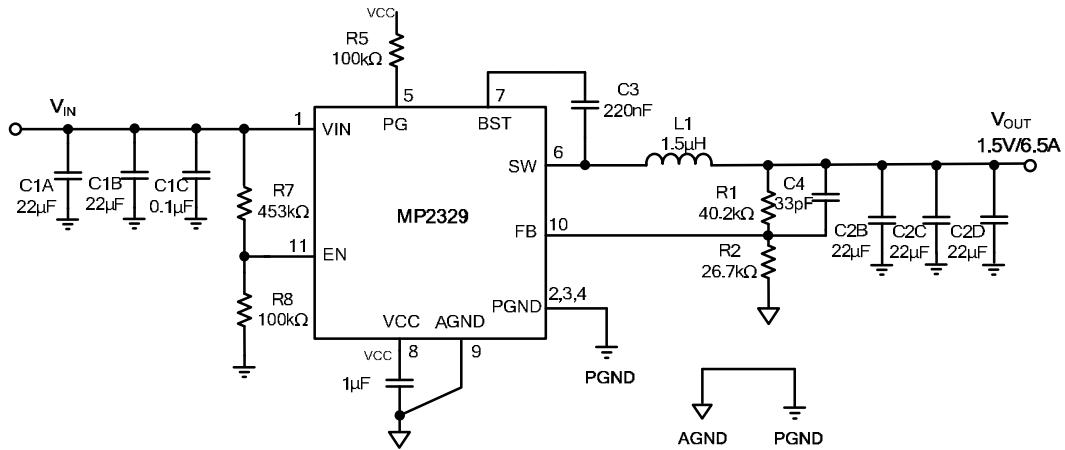 VCC
R5
100kΩ
5
7
C3
220nF
VIN
1
VIN
PG
BST
L1
1.5μH
VOUT
1.5V/6.5A
6
SW
C1A
22μF
C1B
22μF
C1C
0.1μF
R7
453kΩ
MP2329
R1
40.2kΩ
C4
33pF
FB
10
C2B
22μF
C2C
22μF
C2D
22μF
11
EN
R2
26.7kΩ
R8
100kΩ
PGND
2,3,4
VCC
AGND
VCC
8
9
1μF
PGND
AGND
PGND